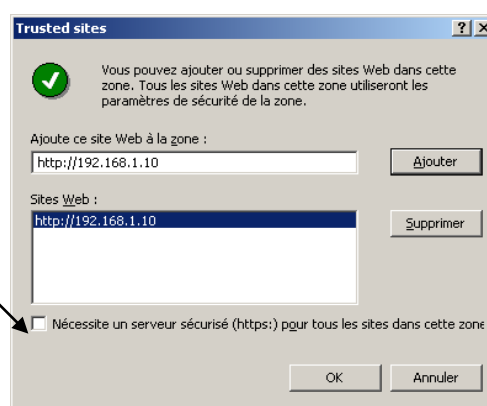 Trusted sites
Vous pouvez ajouter ou supprimer des sites Web dans cette
zone. Tous les sites Web dans cette zone utiliseront les
paramètres de sécurité de la zone.
Ajoute ce site Web à la zone :
http://192.168.1.10
Ajouter
Sites Web :
http://192.168.1.10
Supprimer
Nécessite un serveur sécurisé (https:) pour tous les sites dans cette zone
OK
Annuler